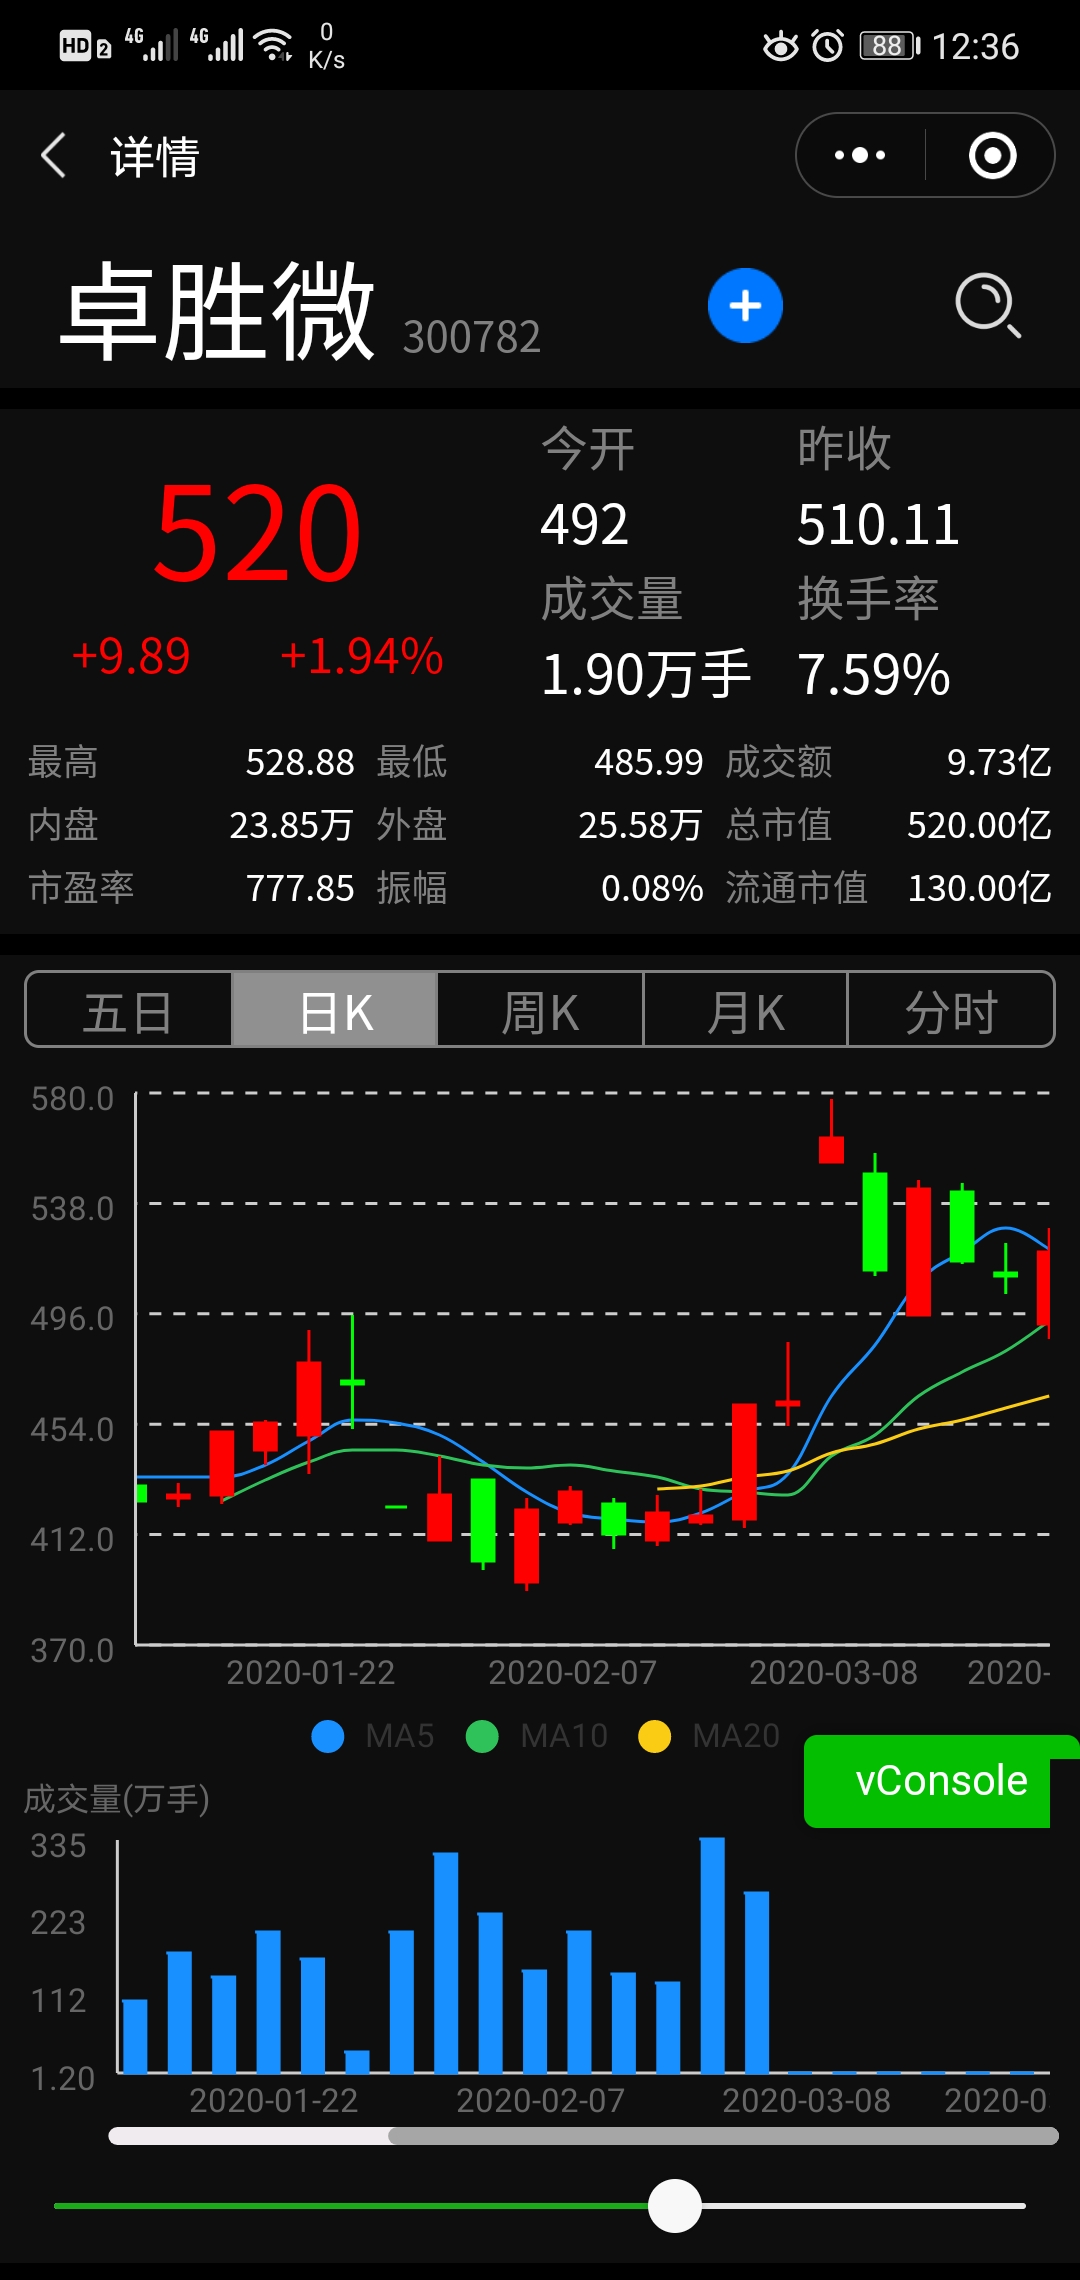 HD 2 4G 4G 0 K/s 88 12:36
详情
卓胜微 300782
今开 昨收
520 492 510.11
成交量 换手率
+9.89 +1.94% 1.90万手 7.59%
最高 528.88 最低 485.99 成交额 9.73亿
内盘 23.85万 外盘 25.58万 总市值 520.00亿
市盈率 777.85 振幅 0.08% 流通市值 130.00亿
五日 日K 周K 月K 分时
580.0
538.0
496.0
454.0
412.0
370.0
2020-01-22 2020-02-07 2020-03-08 2020-
MA5 MA10 MA20
vConsole
成交量(万手)
335
223
112
1.20
2020-01-22 2020-02-07 2020-03-08 2020-0